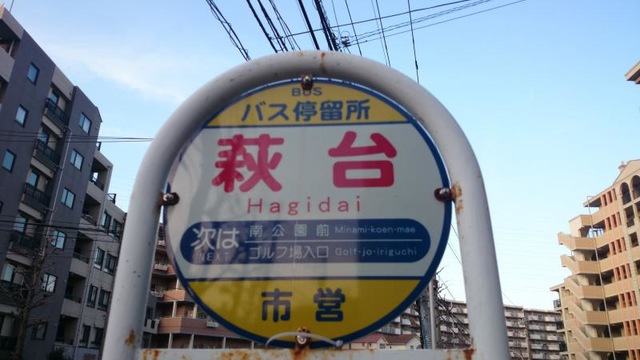 BUS
バス停留所
萩台
Hagidai
次は NEXT
南公園前 Minami-koen-mae
ゴルフ場入口 Golf-jo-iriguchi
市営